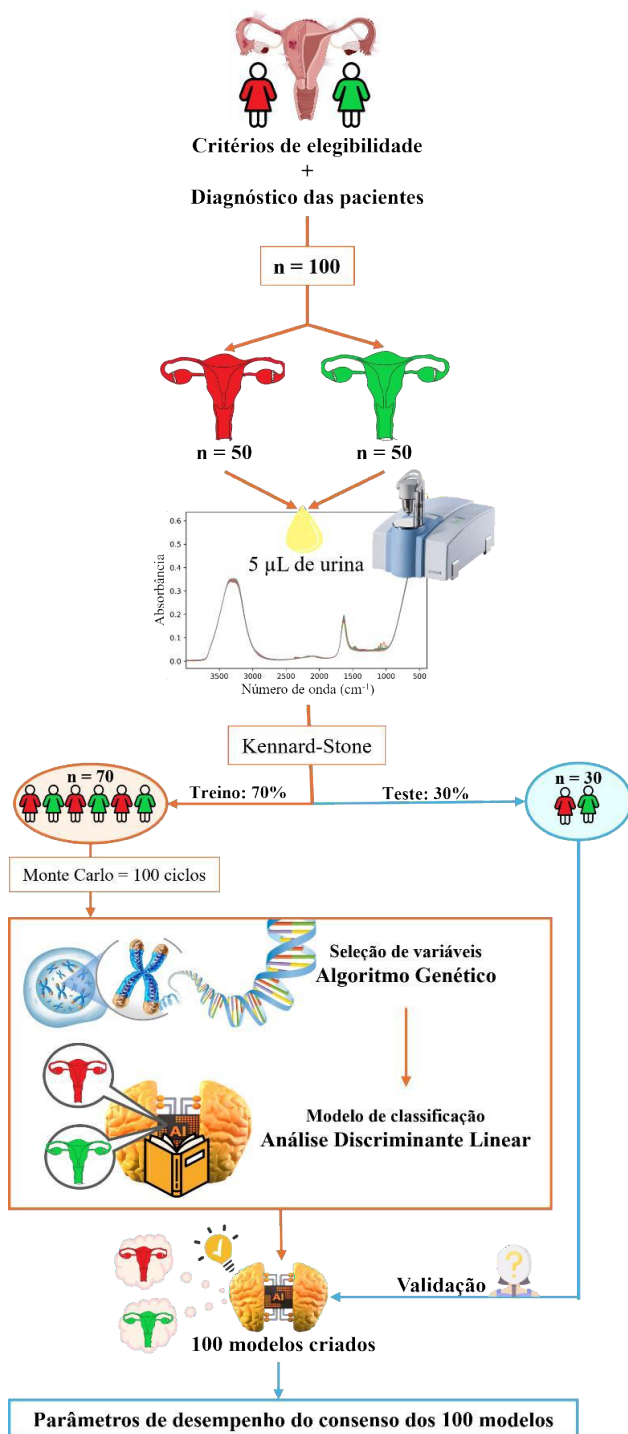 Critérios de elegibilidade
+
Diagnóstico das pacientes
n = 100
n = 50
n = 50
5 µL de urina
Absorbância
0.6
0.5
0.4
0.3
0.2
0.1
0.0
3500
3000
2500
2000
1500
1000
500
Número de onda (cm⁻¹)
Kennard-Stone
n = 70
Treino: 70%
Teste: 30%
n = 30
Monte Carlo = 100 ciclos
Seleção de variáveis
Algoritmo Genético
AI
Modelo de classificação
Análise Discriminante Linear
AI
Validação
?
100 modelos criados
Parâmetros de desempenho do consenso dos 100 modelos